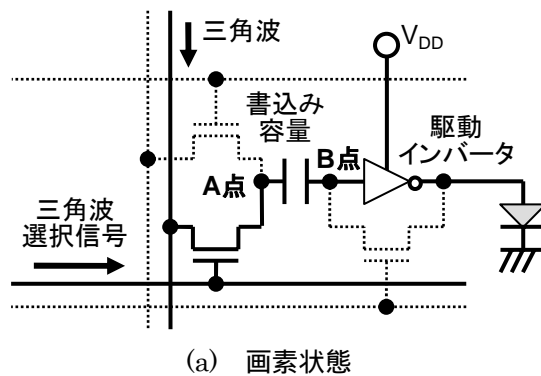 三角波
V_DD
書込み
容量
駆動
インバータ
B点
A点
三角波
選択信号
(a) 画素状態